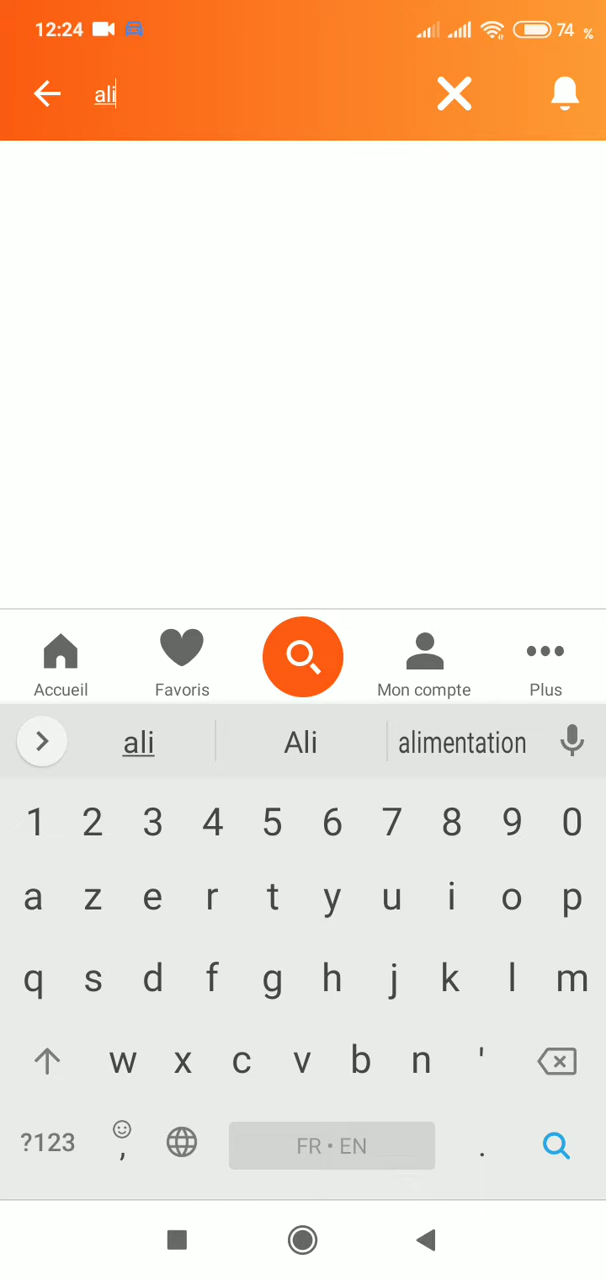 12:24 74 %
ali
Accueil Favoris Mon compte Plus
ali Ali alimentation
1 2 3 4 5 6 7 8 9 0
a z e r t y u i o p
q s d f g h j k l m
w x c v b n '
?123 , FR • EN .